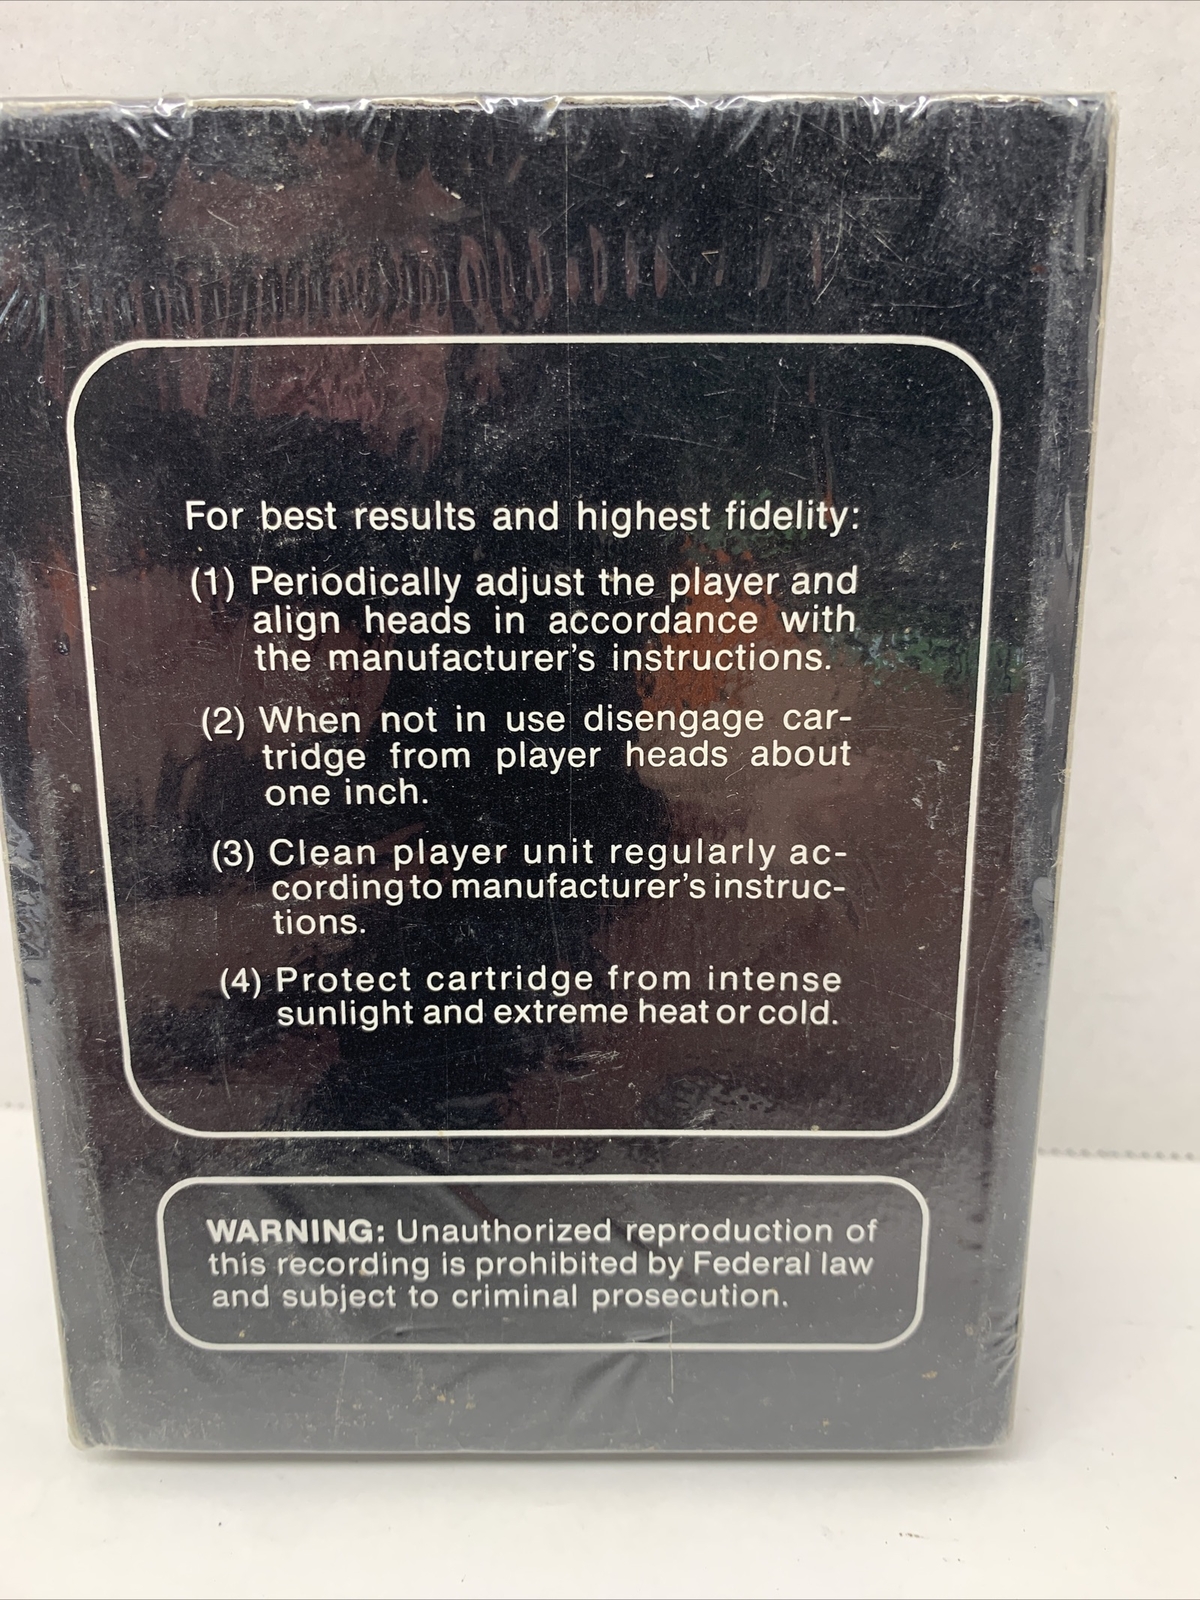 For best results and highest fidelity:
(1) Periodically adjust the player and
align heads in accordance with
the manufacturer's instructions.
(2) When not in use disengage car-
tridge from player heads about
one inch.
(3) Clean player unit regularly ac-
cording to manufacturer's instruc-
tions.
(4) Protect cartridge from intense
sunlight and extreme heat or cold.
WARNING: Unauthorized reproduction of
this recording is prohibited by Federal law
and subject to criminal prosecution.